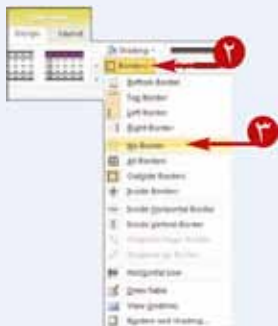 Design Layout
Shading
Borders
٢
Bottom Border
Top Border
Left Border
Right Border
No Border
٣
All Borders
Outside Borders
Inside Borders
Inside Horizontal Border
Inside Vertical Border
Horizontal Line
Draw Table
View Gridlines
Borders and Shading...